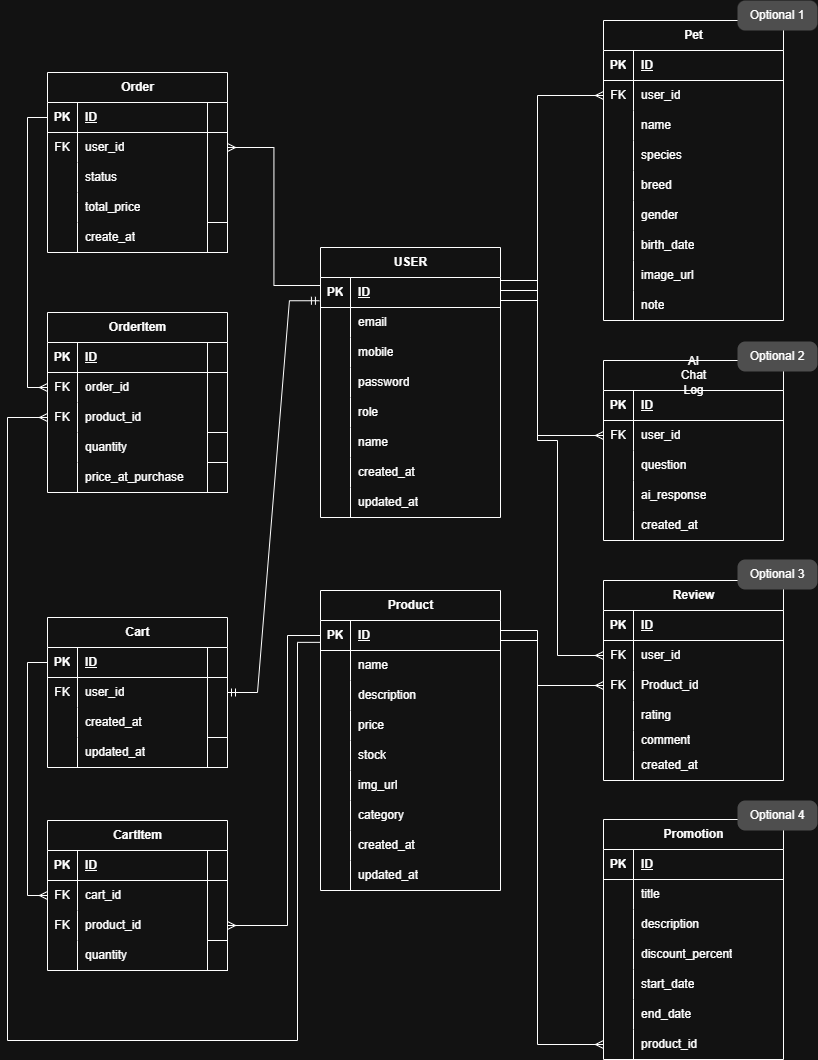 Optional 1
Pet
PK ID
FK user_id
name
species
breed
gender
birth_date
image_url
note
Order
PK ID
FK user_id
status
total_price
create_at
USER
PK ID
email
mobile
password
role
name
created_at
updated_at
OrderItem
PK ID
FK order_id
FK product_id
quantity
price_at_purchase
Optional 2
AI
Chat
Log
PK ID
FK user_id
question
ai_response
created_at
Optional 3
Review
PK ID
FK user_id
FK Product_id
rating
comment
created_at
Product
PK ID
name
description
price
stock
img_url
category
created_at
updated_at
Cart
PK ID
FK user_id
created_at
updated_at
CartItem
PK ID
FK cart_id
FK product_id
quantity
Optional 4
Promotion
PK ID
title
description
discount_percent
start_date
end_date
product_id